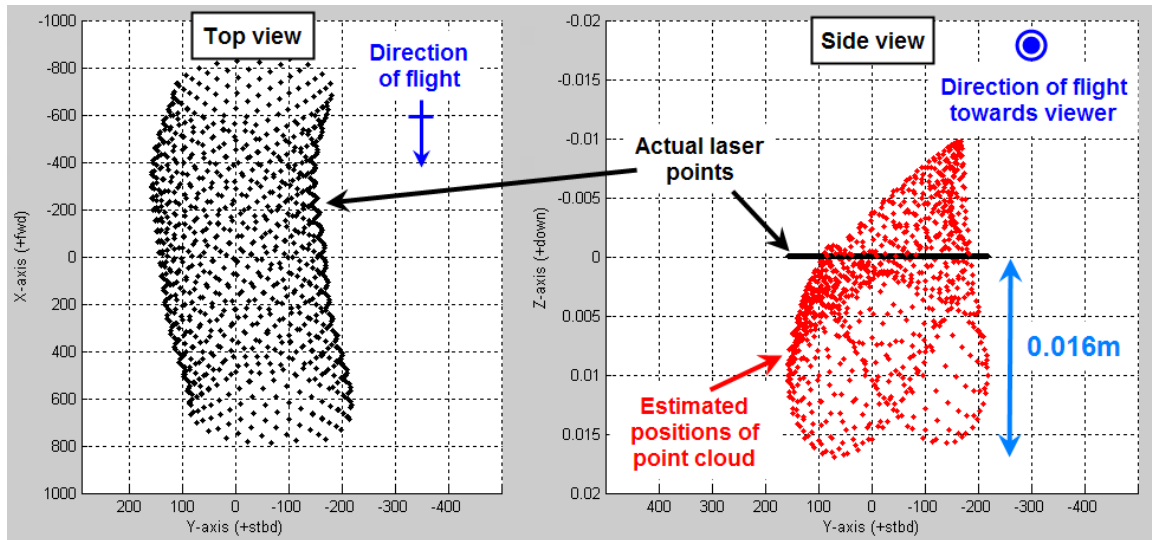 Top view
Direction
of flight
-1000
-800
-600
-400
-200
0
200
400
600
800
1000
X-axis (+fwd)
200
100
0
-100
-200
-300
-400
Y-axis (+stbd)
Actual laser
points
Side view
Direction of flight
towards viewer
-0.02
-0.015
-0.01
-0.005
0
0.005
0.01
0.015
0.02
Z-axis (+down)
0.016m
Estimated
positions of
point cloud
400
300
200
100
0
-100
-200
-300
-400
Y-axis (+stbd)